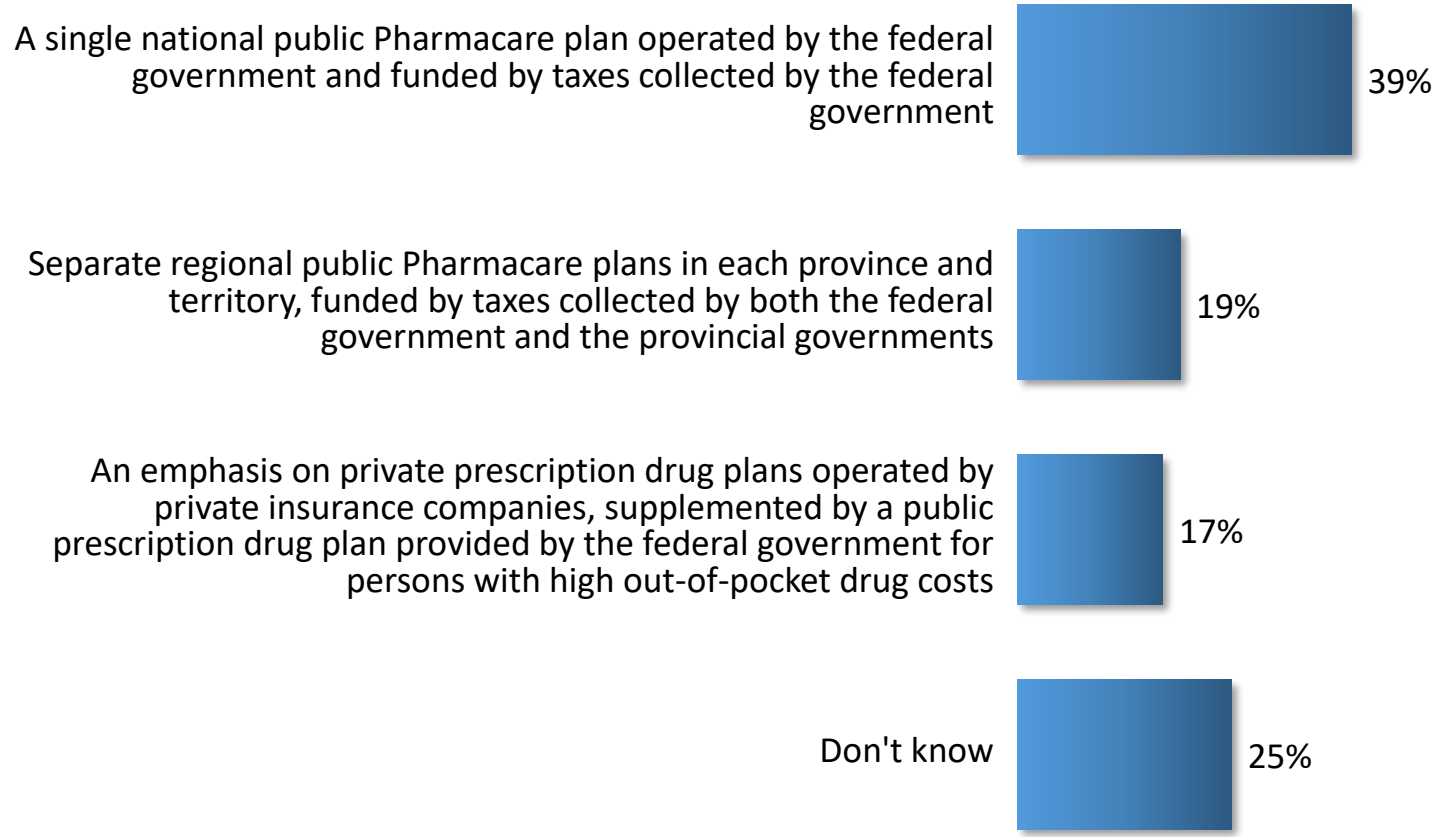 A single national public Pharmacare plan operated by the federal
government and funded by taxes collected by the federal
government
39%
Separate regional public Pharmacare plans in each province and
territory, funded by taxes collected by both the federal
government and the provincial governments
19%
An emphasis on private prescription drug plans operated by
private insurance companies, supplemented by a public
prescription drug plan provided by the federal government for
persons with high out-of-pocket drug costs
17%
Don't know
25%